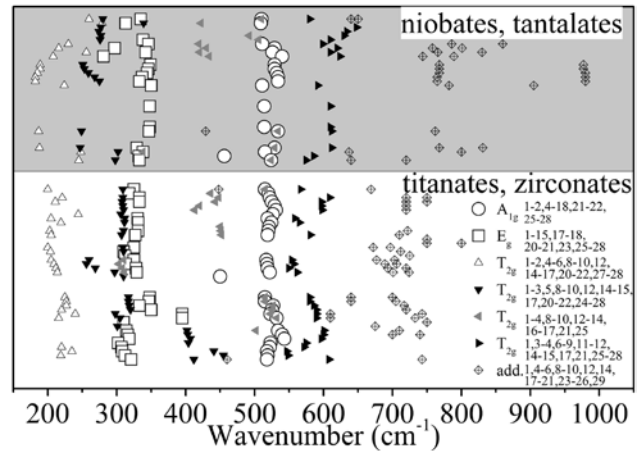 niobates, tantalates
titanates, zirconates
A1g 1-2,4-18,21-22,
25-28
Eg 1-15,17-18,
20-21,23,25-28
T2g 1-2,4-6,8-10,12,
14-17,20-22,27-28
T2g 1-3,5,8-10,12,14-15,
17,20-22,24-28
T2g 1-4,8-10,12-14,
16-17,21,25
T2g 1,3-4,6-9,11-12,
14-15,17,21,25-28
add. 1,4-6,8-10,12,14,
17-21,23-26,29
200 300 400 500 600 700 800 900 1000
Wavenumber (cm-1)